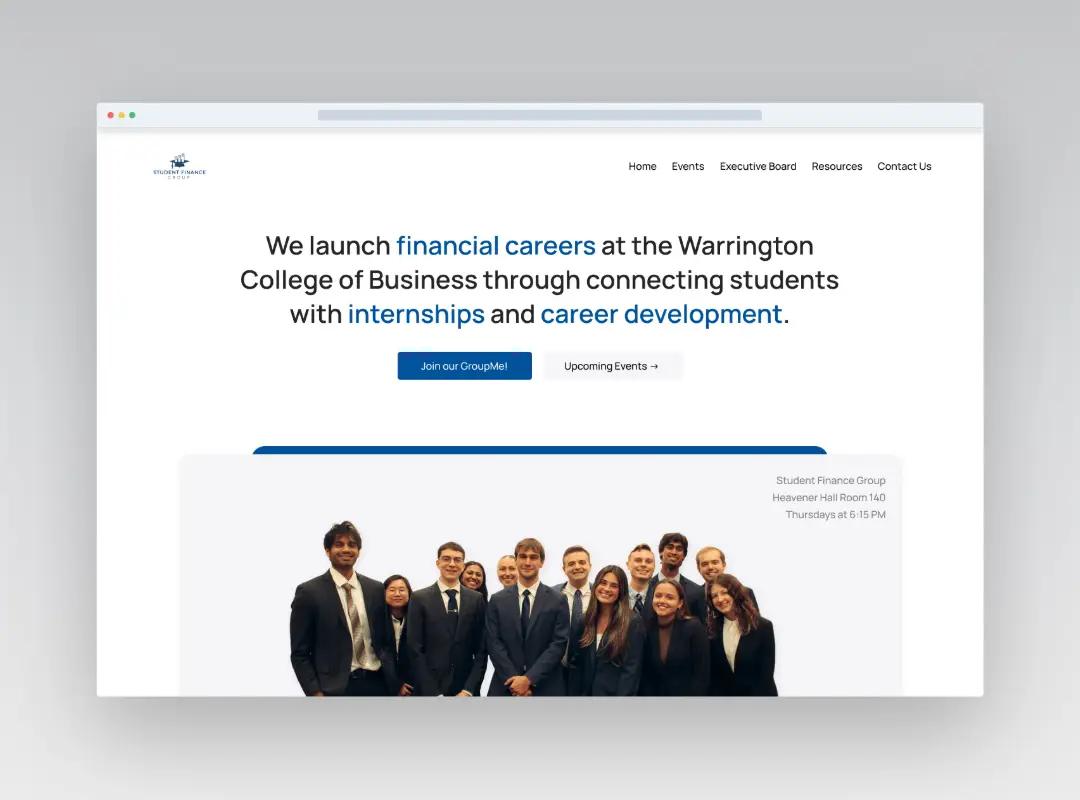 STUDENT FINANCE
GROUP
Home Events Executive Board Resources Contact Us
We launch financial careers at the Warrington
College of Business through connecting students
with internships and career development.
Join our GroupMe! Upcoming Events →
Student Finance Group
Heavener Hall Room 140
Thursdays at 6:15 PM